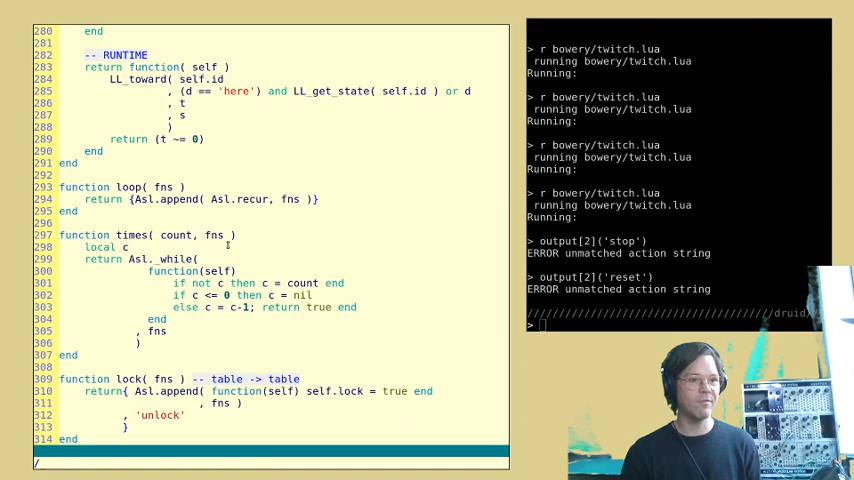 280     end
281
282     -- RUNTIME
283     return function( self )
284         LL_toward( self.id
285                  , (d == 'here') and LL_get_state( self.id ) or d
286                  , t
287                  , s
288                  )
289         return (t ~= 0)
290     end
291 end
292
293 function loop( fns )
294     return {Asl.append( Asl.recur, fns )}
295 end
296
297 function times( count, fns )
298     local c
299     return Asl._while(
300               function(self)
301                   if not c then c = count end
302                   if c <= 0 then c = nil
303                   else c = c-1; return true end
304               end
305             , fns
306             )
307 end
308
309 function lock( fns ) -- table -> table
310     return{ Asl.append( function(self) self.lock = true end
311                       , fns )
312           , 'unlock'
313           }
314 end
/
> r bowery/twitch.lua
 running bowery/twitch.lua
Running:
> r bowery/twitch.lua
 running bowery/twitch.lua
Running:
> r bowery/twitch.lua
 running bowery/twitch.lua
Running:
> r bowery/twitch.lua
 running bowery/twitch.lua
Running:
> output[2]('stop')
ERROR unmatched action string
> output[2]('reset')
ERROR unmatched action string
/////////////////////////////////////////druid/
>